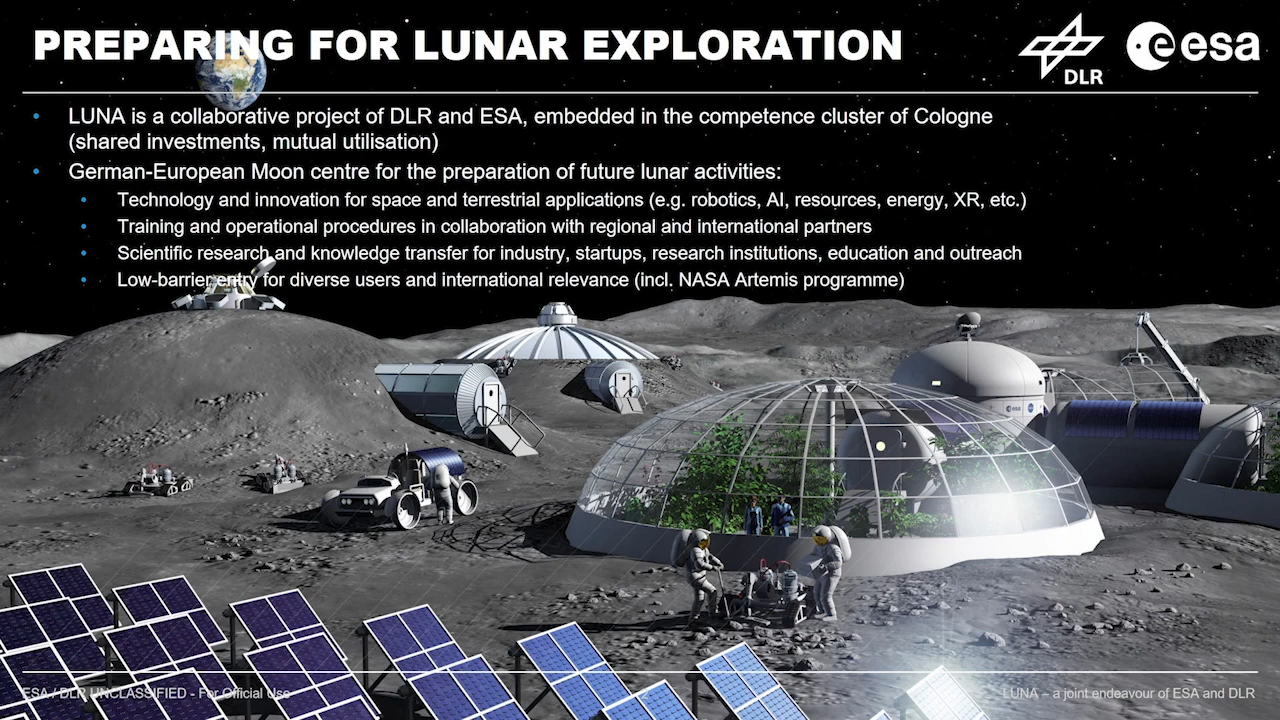 PREPARING FOR LUNAR EXPLORATION
DLR
esa
• LUNA is a collaborative project of DLR and ESA, embedded in the competence cluster of Cologne
(shared investments, mutual utilisation)
• German-European Moon centre for the preparation of future lunar activities:
• Technology and innovation for space and terrestrial applications (e.g. robotics, AI, resources, energy, XR, etc.)
• Training and operational procedures in collaboration with regional and international partners
• Scientific research and knowledge transfer for industry, startups, research institutions, education and outreach
• Low-barrier entry for diverse users and international relevance (incl. NASA Artemis programme)
esa
ESA / DLR UNCLASSIFIED - For Official Use
LUNA – a joint endeavour of ESA and DLR